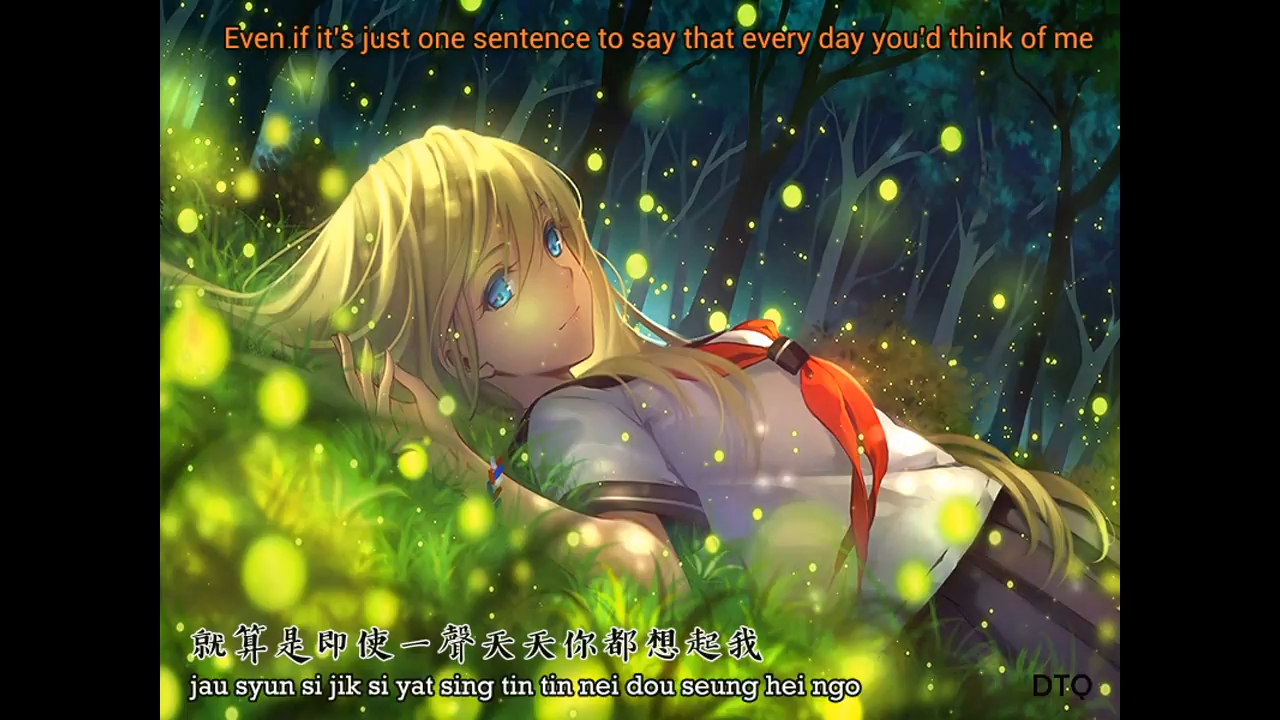 Even if it's just one sentence to say that every day you'd think of me
就算是即使一聲天天你都想起我
jau syun si jik si yat sing tin tin nei dou seung hei ngo
DTQ